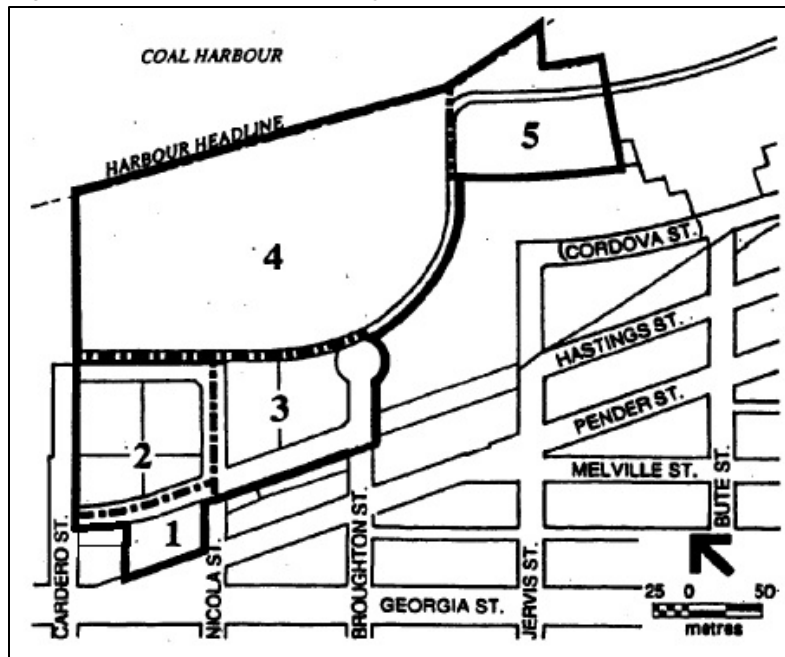 COAL HARBOUR
HARBOUR HEADLINE
5
4
(CORDOVA ST.)
HASTINGS ST.
3
PENDER ST.
2
MELVILLE ST.
BUTE ST.
1
CARDERO ST.
NICOLA ST.
BROUGHTON ST.
JERVIS ST.
GEORGIA ST.
25 0 50
metres